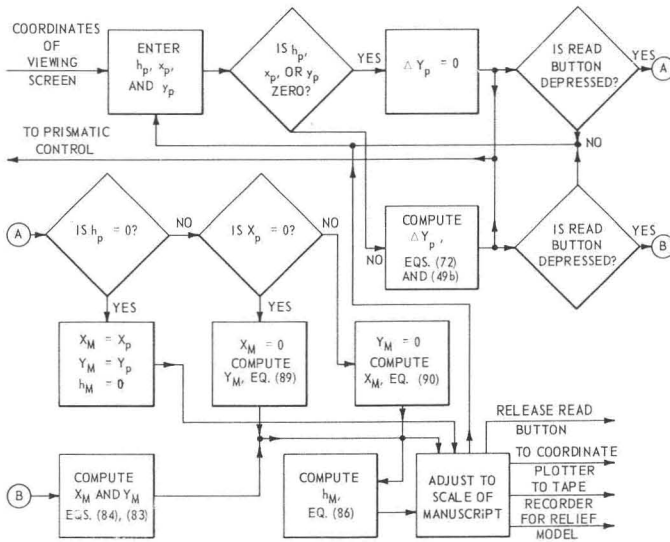 COORDINATES
OF
VIEWING
SCREEN
ENTER
hp, xp,
AND yp
IS hp,
xp, OR yp
ZERO?
YES
Δ Yp = 0
IS READ
BUTTON
DEPRESSED?
YES
A
NO
TO PRISMATIC
CONTROL
A
IS hp = 0?
NO
IS Xp = 0?
NO
NO
COMPUTE
Δ Yp ,
EQS. (72)
AND (49b)
IS READ
BUTTON
DEPRESSED?
YES
B
YES
YES
XM = Xp
YM = Yp
hM = 0
XM = 0
COMPUTE
YM, EQ. (89)
YM = 0
COMPUTE
XM, EQ. (90)
B
COMPUTE
XM AND YM
EQS. (84), (83)
COMPUTE
hM,
EQ. (86)
ADJUST TO
SCALE OF
MANUSCRiPT
RELEASE READ
BUTTON
TO COORDINATE
PLOTTER
TO TAPE
RECORDER
FOR RELIEF
MODEL